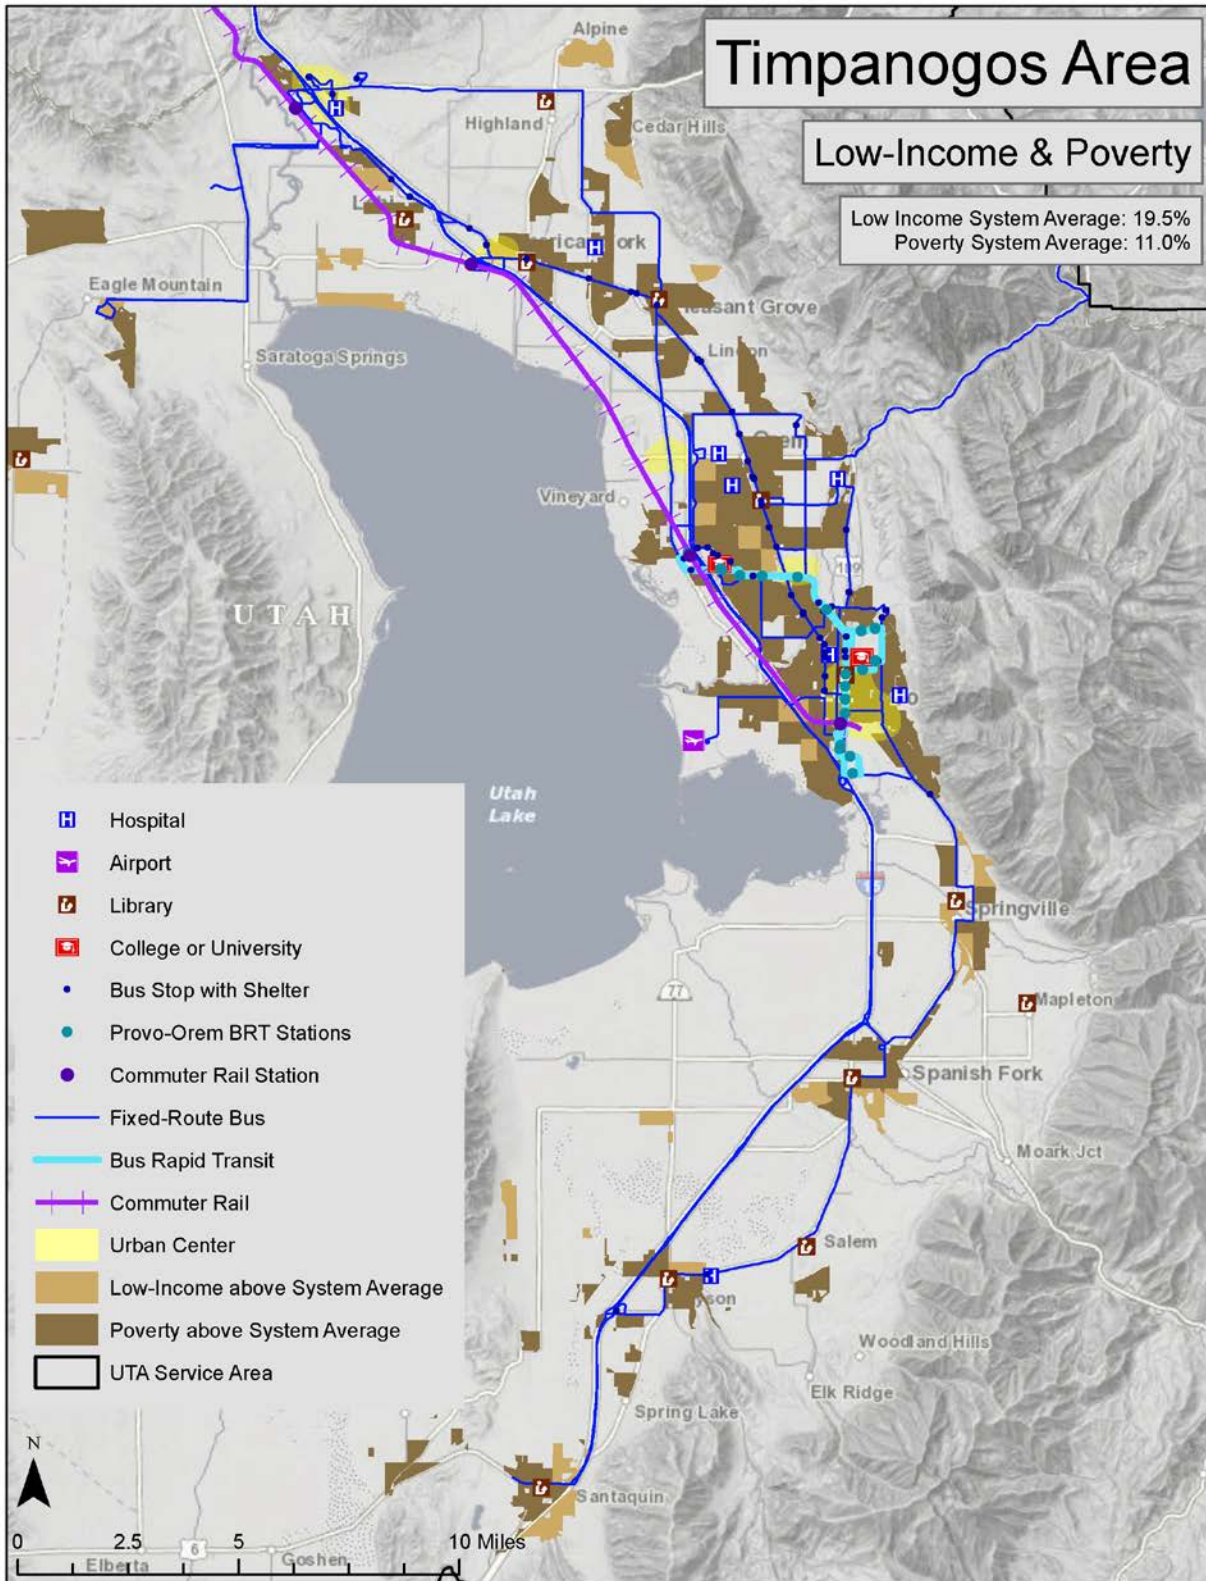 Timpanogos Area
Low-Income & Poverty
Low Income System Average: 19.5%
Poverty System Average: 11.0%
Alpine
Highland
Cedar Hills
Eagle Mountain
Saratoga Springs
Vineyard
189
UTAH
Utah
Lake
Springville
77
Mapleton
Spanish Fork
Moark Jct
Salem
Woodland Hills
Elk Ridge
Spring Lake
Santaquin
Elberta
6
Goshen
Hospital
Airport
Library
College or University
Bus Stop with Shelter
Provo-Orem BRT Stations
Commuter Rail Station
Fixed-Route Bus
Bus Rapid Transit
Commuter Rail
Urban Center
Low-Income above System Average
Poverty above System Average
UTA Service Area
N
0 2.5 5 10 Miles